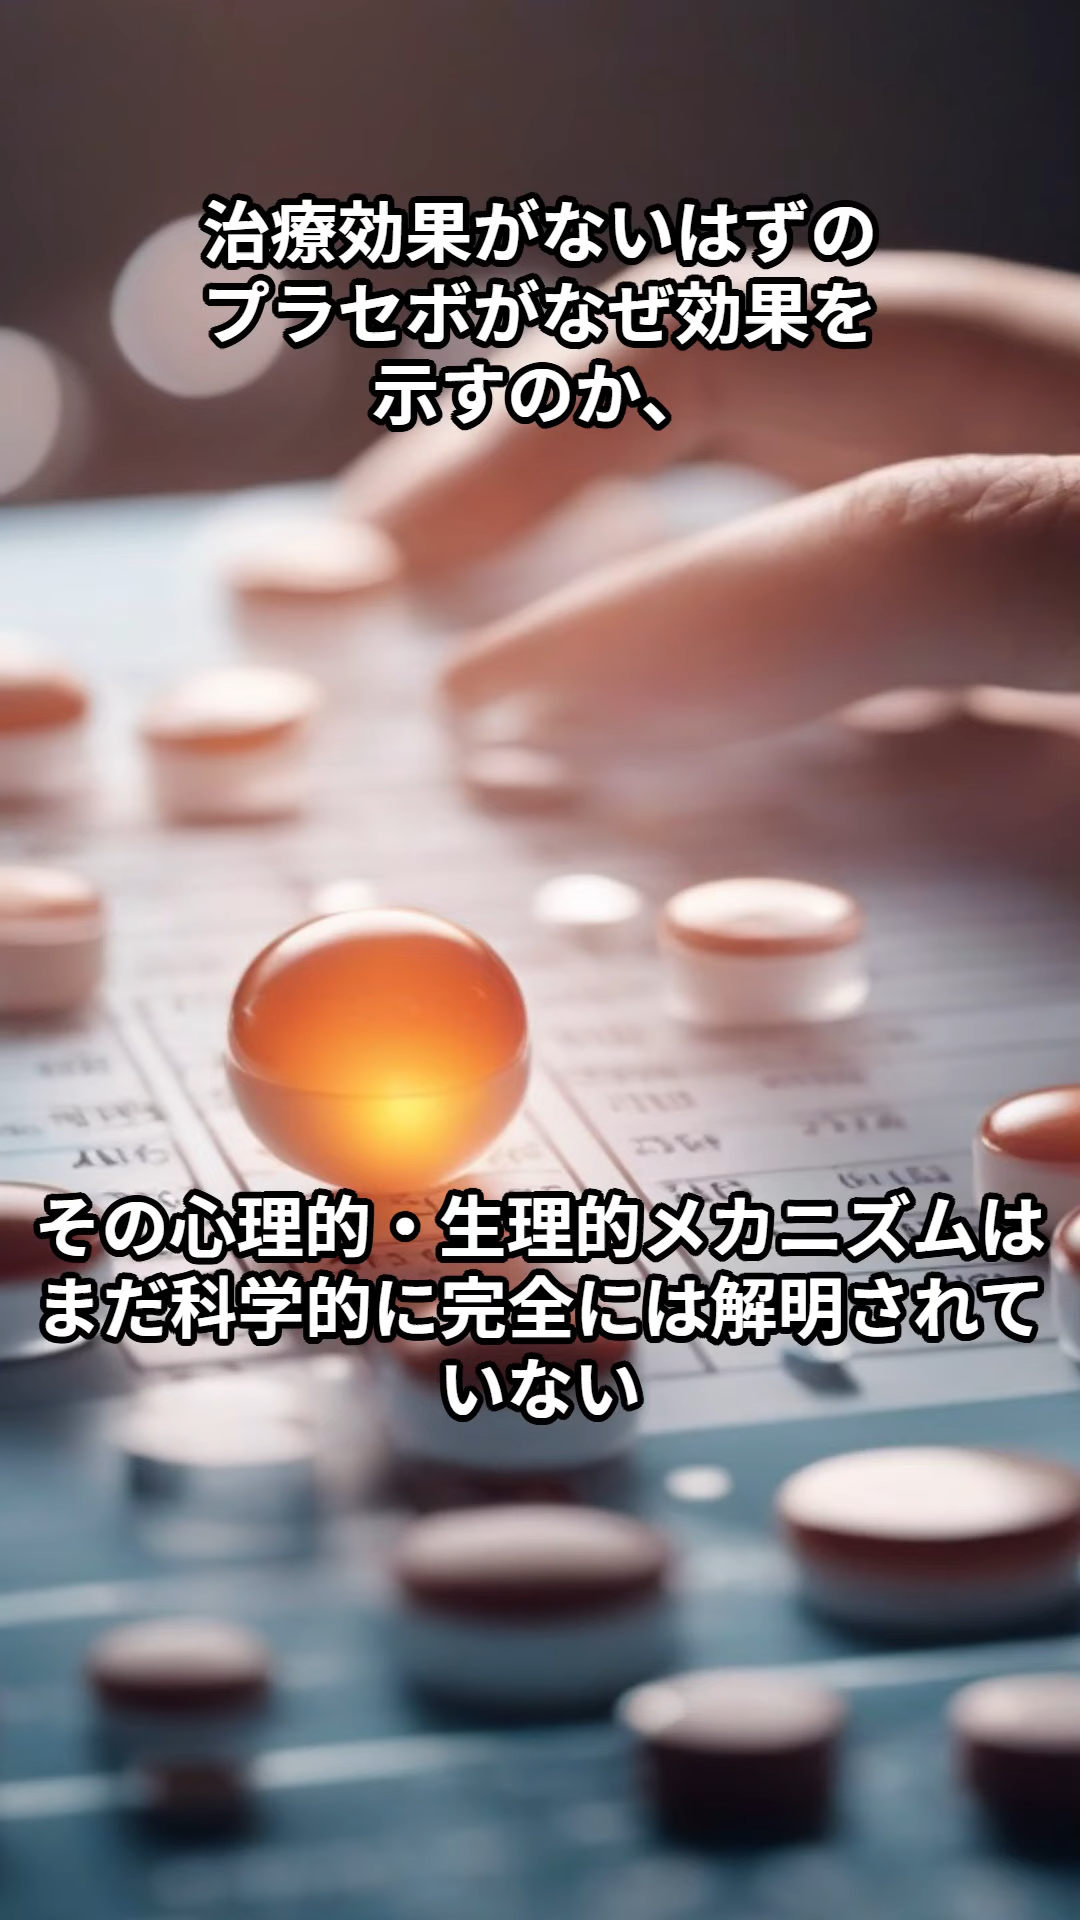 治療効果がないはずの
プラセボがなぜ効果を
示すのか、
その心理的・生理的メカニズムは
まだ科学的に完全には解明されて
いない